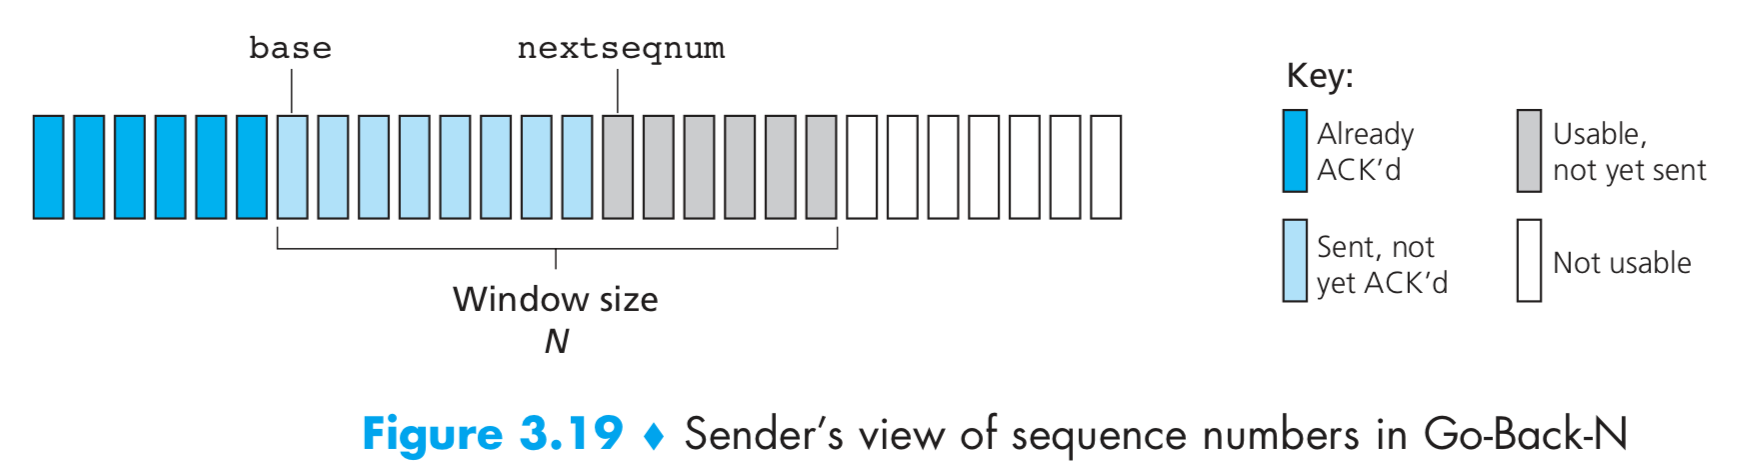 base
nextseqnum
Window size
N
Key:
Already
ACK’d
Usable,
not yet sent
Sent, not
yet ACK’d
Not usable
Figure 3.19 ♦ Sender’s view of sequence numbers in Go-Back-N